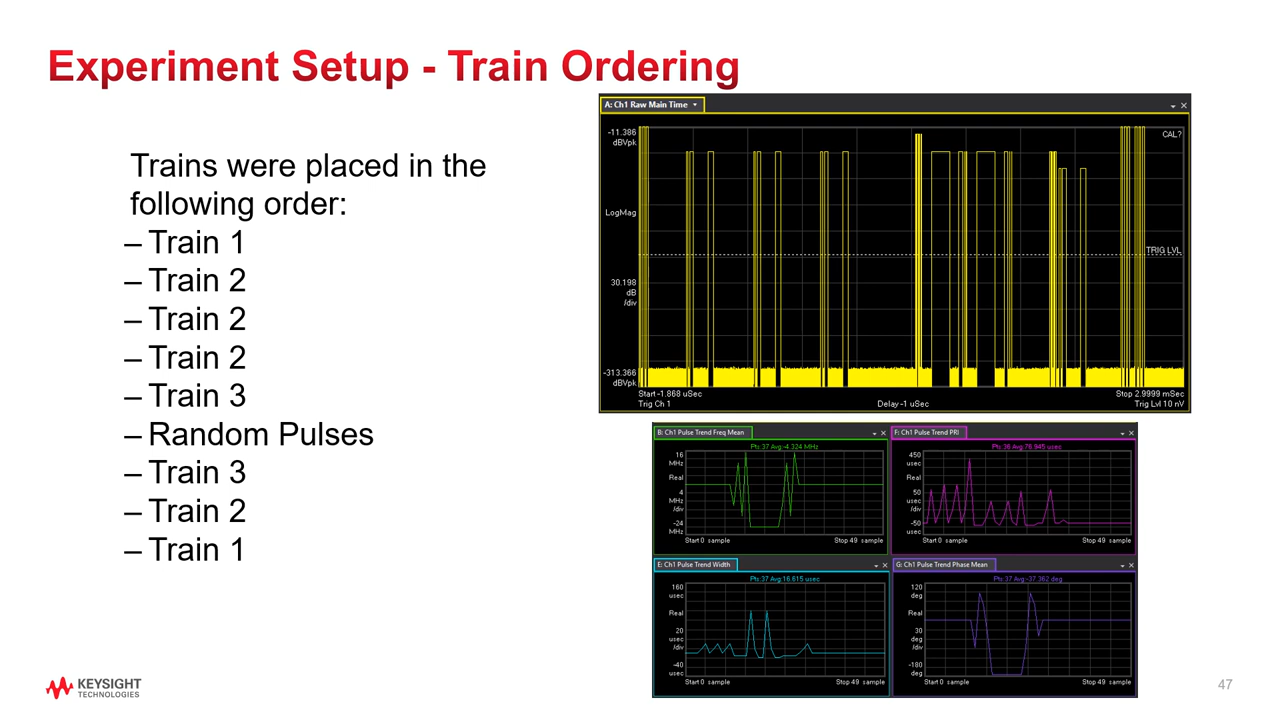 Experiment Setup - Train Ordering
Trains were placed in the
following order:
– Train 1
– Train 2
– Train 2
– Train 2
– Train 3
– Random Pulses
– Train 3
– Train 2
– Train 1
A: Ch1 Raw Main Time
-11.386
dBVpk
CAL?
LogMag
TRIG LVL
30.198
dB
/div
-313.366
dBVpk
Start -1.868 uSec
Stop 2.9999 mSec
Trig Ch 1
Delay -1 uSec
Trig Lvl 10 nV
B: Ch1 Pulse Trend Freq Mean
Pts:37 Avg:-4.324 MHz
16
MHz
Real
4
MHz
/div
-24
MHz
Start 0 sample
Stop 49 sample
F: Ch1 Pulse Trend PRI
Pts:36 Avg:76.945 usec
450
usec
Real
50
usec
/div
-50
usec
Start 0 sample
Stop 49 sample
E: Ch1 Pulse Trend Width
Pts:37 Avg:16.615 usec
160
usec
Real
20
usec
/div
-40
usec
Start 0 sample
Stop 49 sample
G: Ch1 Pulse Trend Phase Mean
Pts:37 Avg:-37.362 deg
120
deg
Real
30
deg
/div
-180
deg
Start 0 sample
Stop 49 sample
KEYSIGHT
TECHNOLOGIES
47